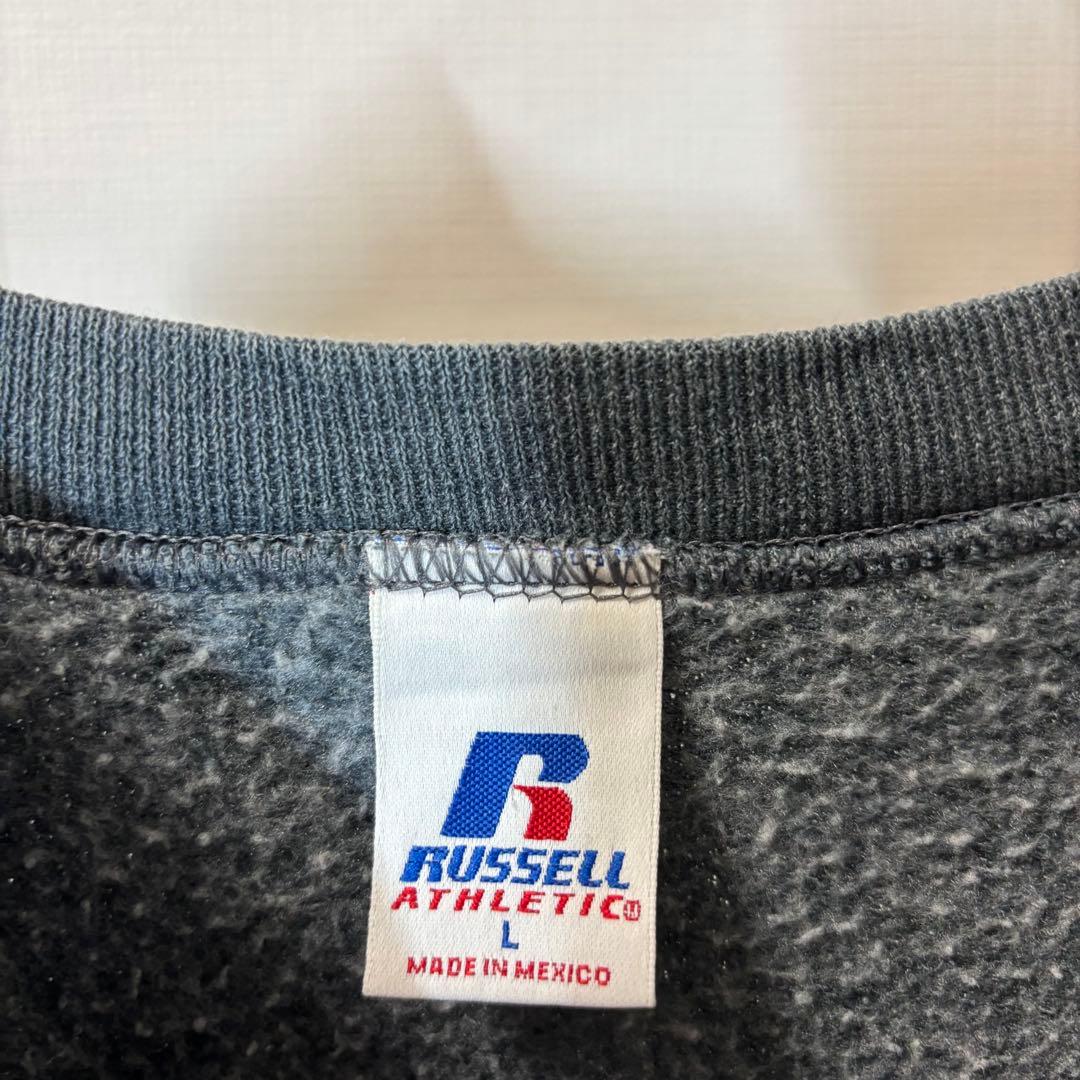 R
RUSSELL
ATHLETIC®
L
MADE IN MEXICO